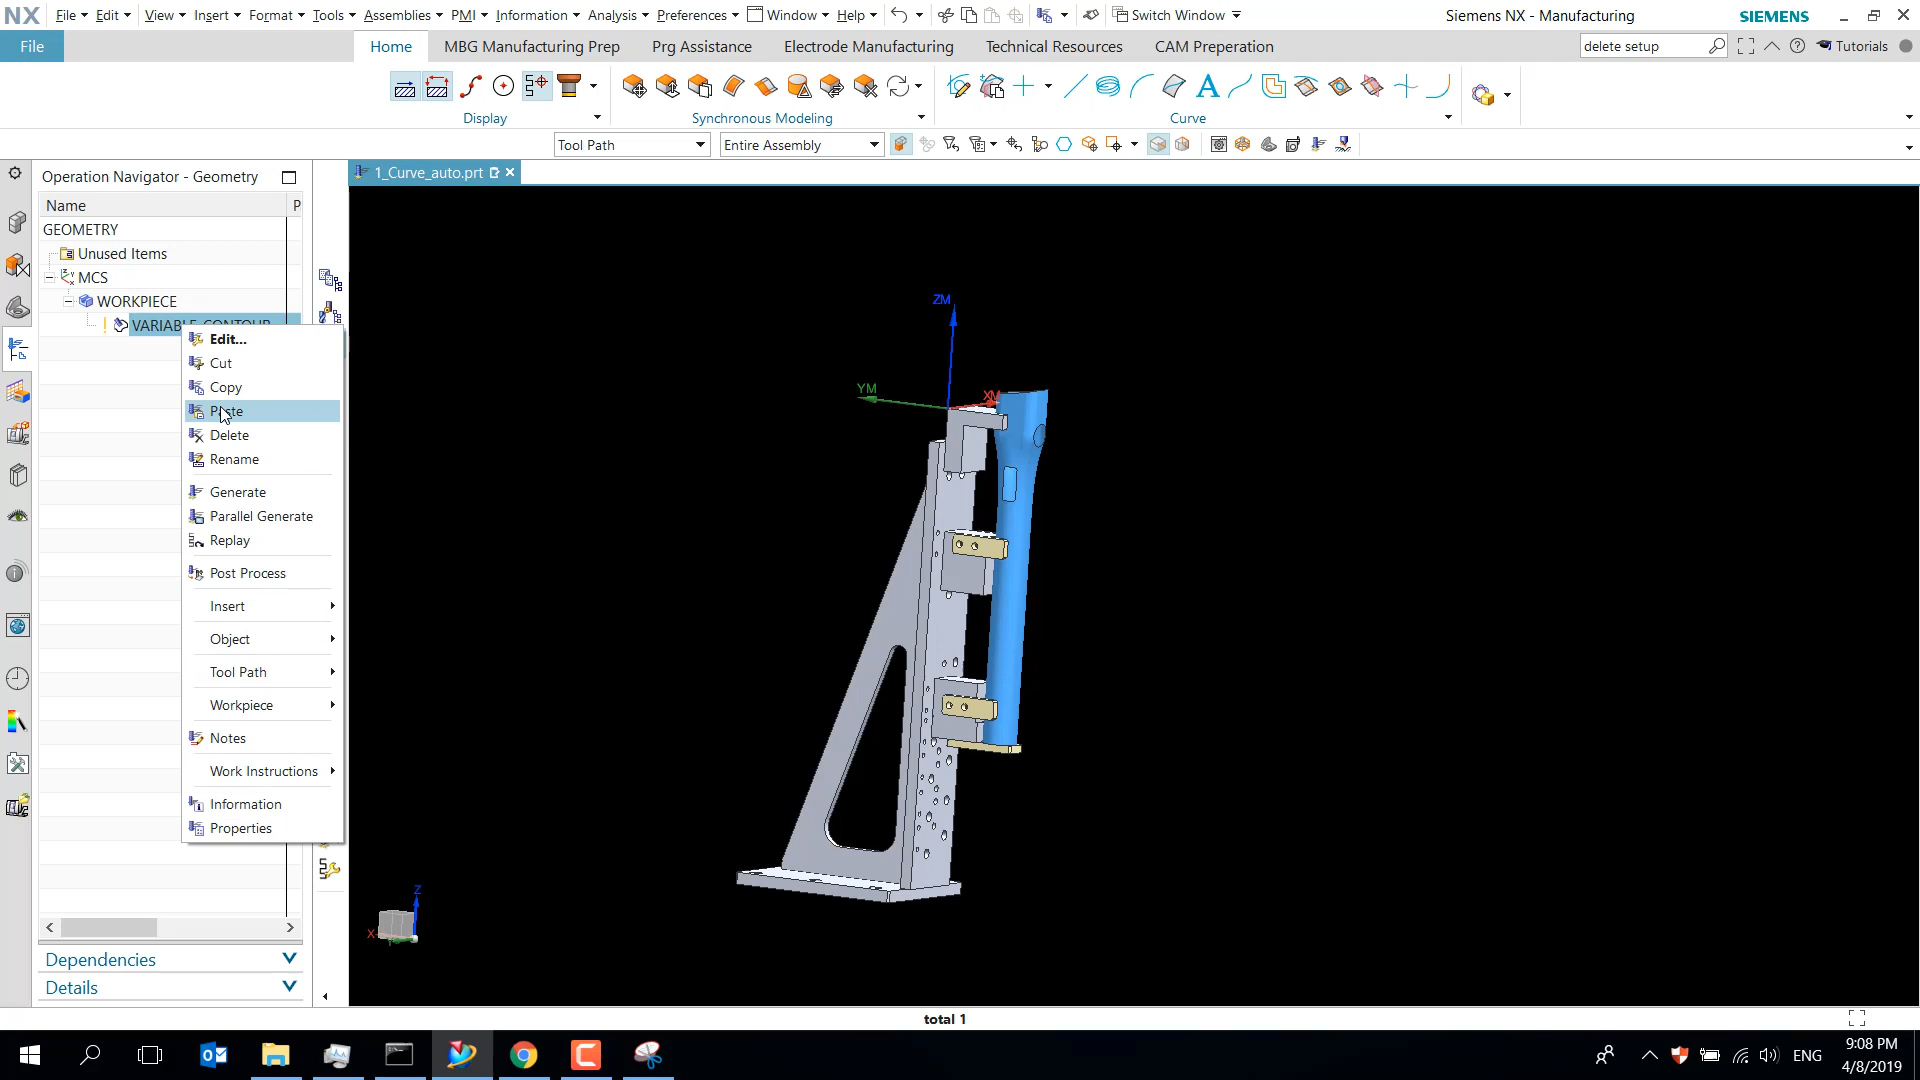 NX File Edit View Insert Format Tools Assemblies PMI Information Analysis Preferences Window Help Switch Window Siemens NX - Manufacturing SIEMENS
File Home MBG Manufacturing Prep Prg Assistance Electrode Manufacturing Technical Resources CAM Preperation delete setup Tutorials
Display Synchronous Modeling Curve
Tool Path Entire Assembly
Operation Navigator - Geometry 1_Curve_auto.prt
Name P
GEOMETRY
Unused Items
MCS
WORKPIECE
VARIABLE_CONTOUR
Edit...
Cut
Copy
Paste
Delete
Rename
Generate
Parallel Generate
Replay
Post Process
Insert
Object
Tool Path
Workpiece
Notes
Work Instructions
Information
Properties
ZM
YM
XM
Z
X
Dependencies
Details
total 1
ENG
9:08 PM
4/8/2019